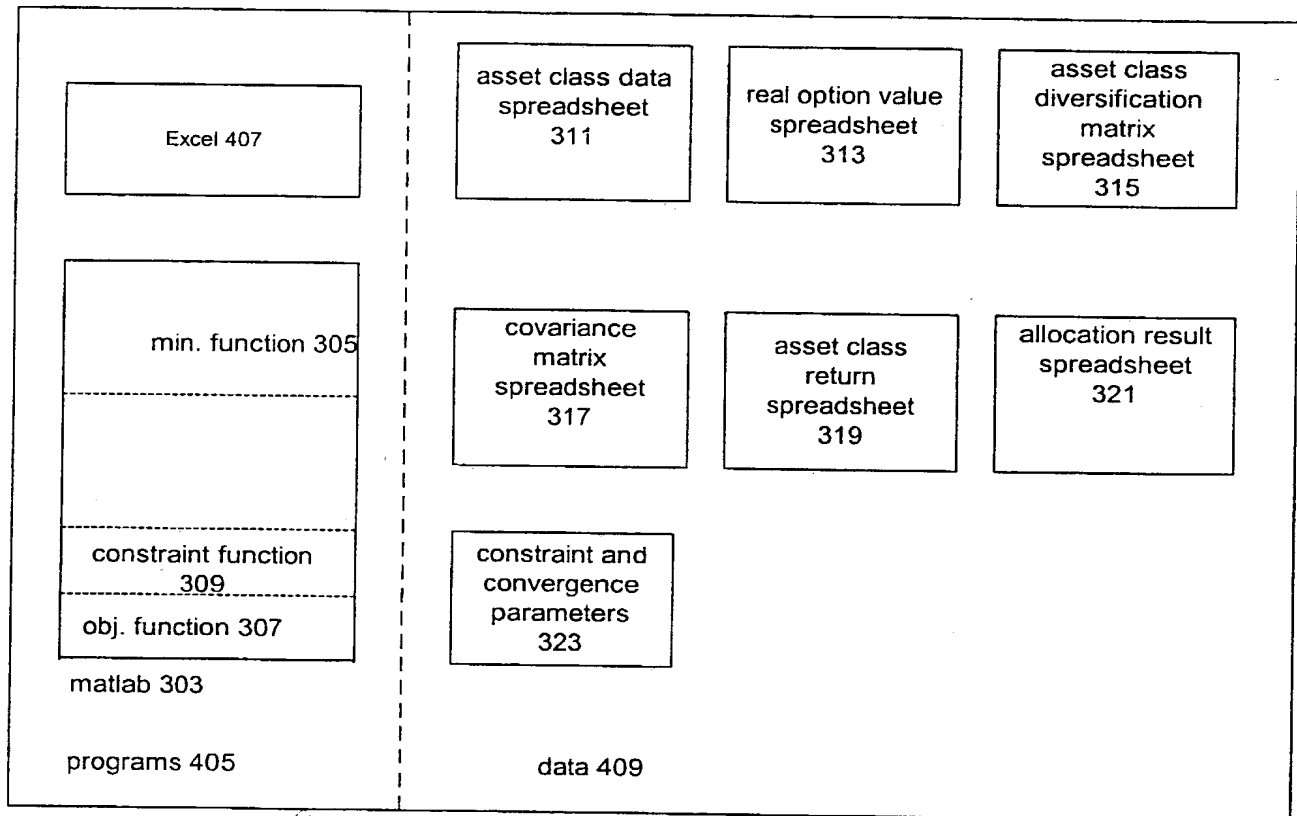 Excel 407
min. function 305
constraint function
309
obj. function 307
matlab 303
programs 405
asset class data
spreadsheet
311
real option value
spreadsheet
313
asset class
diversification
matrix
spreadsheet
315
covariance
matrix
spreadsheet
317
asset class
return
spreadsheet
319
allocation result
spreadsheet
321
constraint and
convergence
parameters
323
data 409